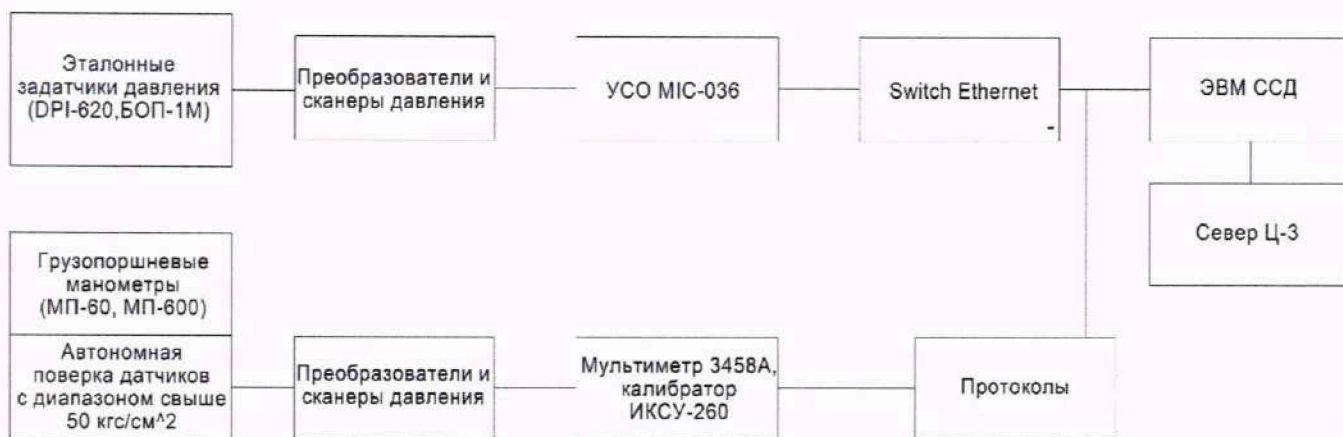 Эталонные
задатчики давления
(DPI-620,БОП-1М)
Преобразователи и
сканеры давления
УСО MIC-036
Switch Ethernet
-
ЭВМ ССД
Север Ц-3
Грузопоршневые
манометры
(МП-60, МП-600)
Автономная
поверка датчиков
с диапазоном свыше
50 кгс/см^2
Преобразователи и
сканеры давления
Мультиметр 3458А,
калибратор
ИКСУ-260
Протоколы